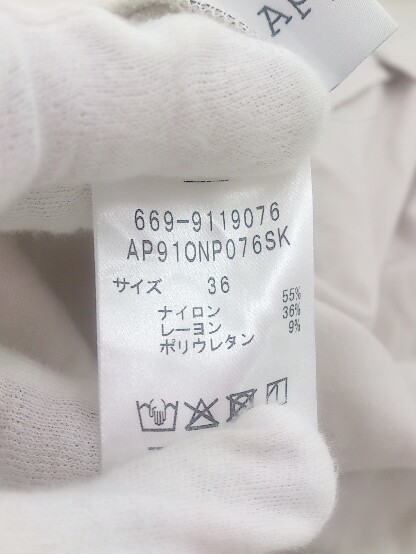 Ap
669-9119076
AP910NP076SK
サイズ 36
ナイロン 55%
レーヨン 36%
ポリウレタン 9%